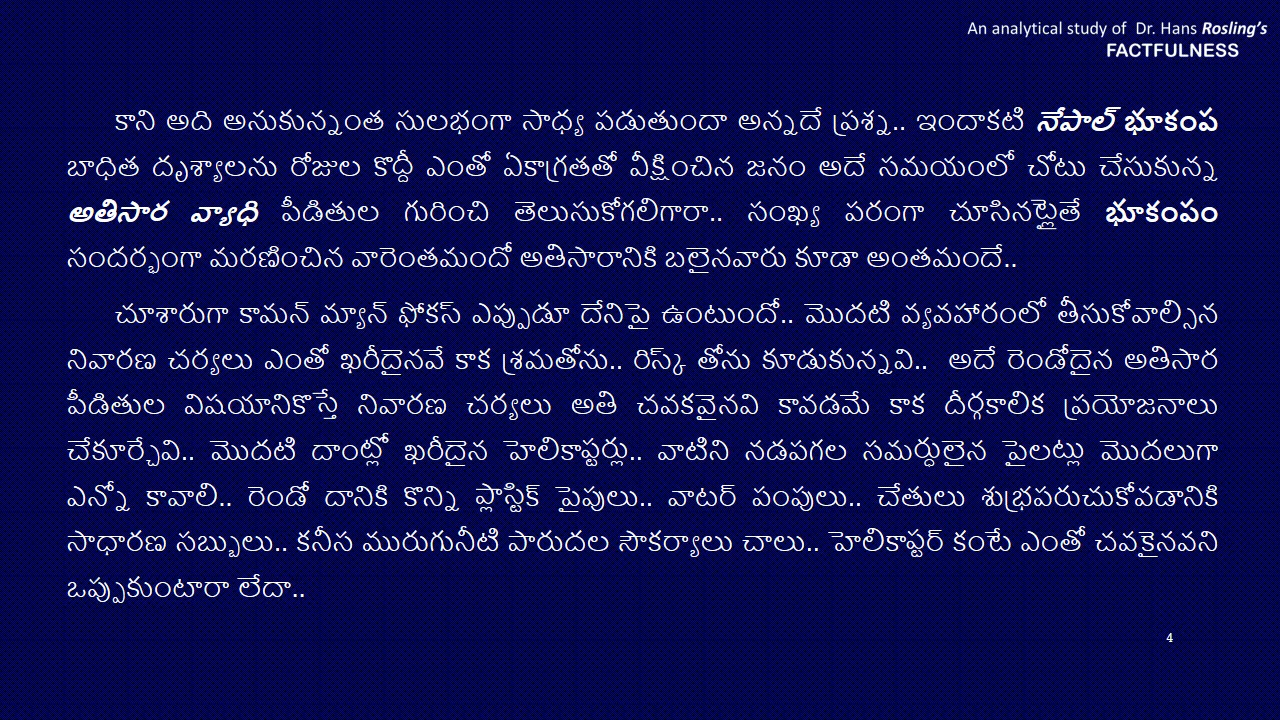 An analytical study of Dr. Hans Rosling's
FACTFULNESS
కాని అది అనుకున్నంత సులభంగా సాధ్య పడుతుందా అన్నదే ప్రశ్న.. ఇందాకటి నేపాల్ భూకంప
బాధిత దృశ్యాలను రోజుల కొద్దీ ఎంతో ఏకాగ్రతతో వీక్షించిన జనం అదే సమయంలో చోటు చేసుకున్న
అతిసార వ్యాధి పీడితుల గురించి తెలుసుకోగలిగారా.. సంఖ్య పరంగా చూసినట్లైతే భూకంపం
సందర్భంగా మరణించిన వారెంతమందో అతిసారానికి బలైనవారు కూడా అంతమందే..
చూశారుగా కామన్ మ్యాన్ ఫోకస్ ఎప్పుడూ దేనిపై ఉంటుందో.. మొదటి వ్యవహారంలో తీసుకోవాల్సిన
నివారణ చర్యలు ఎంతో ఖరీదైనవే కాక శ్రమతోను.. రిస్క్ తోను కూడుకున్నవి.. అదే రెండోదైన అతిసార
పీడితుల విషయానికొస్తే నివారణ చర్యలు అతి చవకవైనవి కావడమే కాక దీర్గకాలిక ప్రయోజనాలు
చేకూర్చేవి.. మొదటి దాంట్లో ఖరీదైన హెలికాప్టర్లు.. వాటిని నడపగల సమర్ధులైన పైలట్లు మొదలుగా
ఎన్నో కావాలి.. రెండో దానికి కొన్ని ప్లాస్టిక్ పైపులు.. వాటర్ పంపులు.. చేతులు శుభ్రపరుచుకోవడానికి
సాధారణ సబ్బులు.. కనీస మురుగునీటి పారుదల సౌకర్యాలు చాలు.. హెలికాప్టర్ కంటే ఎంతో చవకైనవని
ఒప్పుకుంటారా లేదా..
4